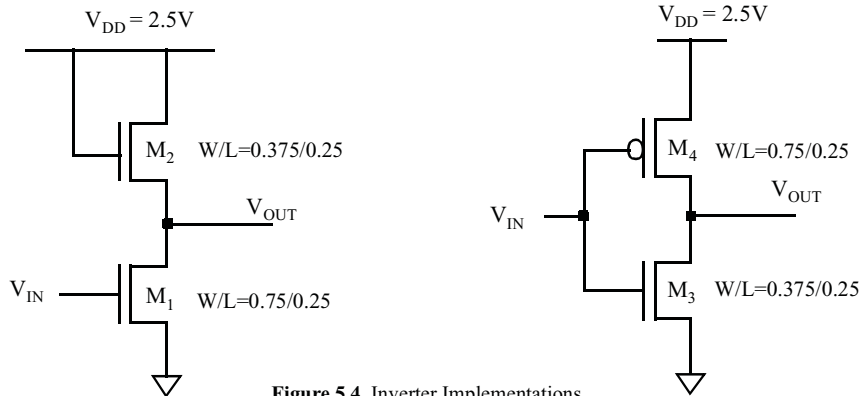 V_DD = 2.5V
M_2 W/L=0.375/0.25
V_OUT
V_IN
M_1 W/L=0.75/0.25
V_DD = 2.5V
M_4 W/L=0.75/0.25
V_OUT
V_IN
M_3 W/L=0.375/0.25
Figure 5.4 Inverter Implementations